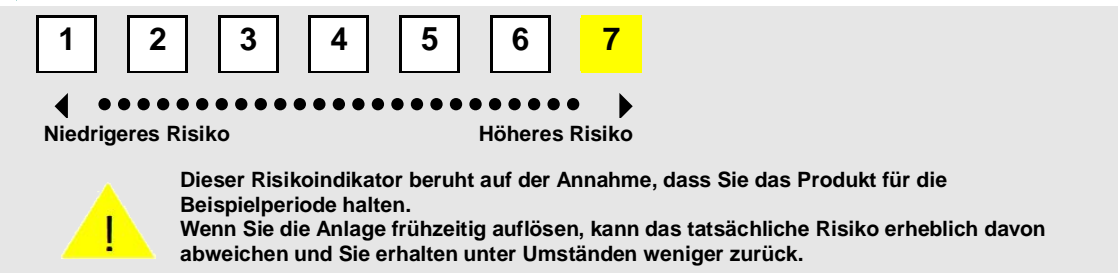 1 2 3 4 5 6 7
Niedrigeres Risiko Höheres Risiko
!
Dieser Risikoindikator beruht auf der Annahme, dass Sie das Produkt für die
Beispielperiode halten.
Wenn Sie die Anlage frühzeitig auflösen, kann das tatsächliche Risiko erheblich davon
abweichen und Sie erhalten unter Umständen weniger zurück.